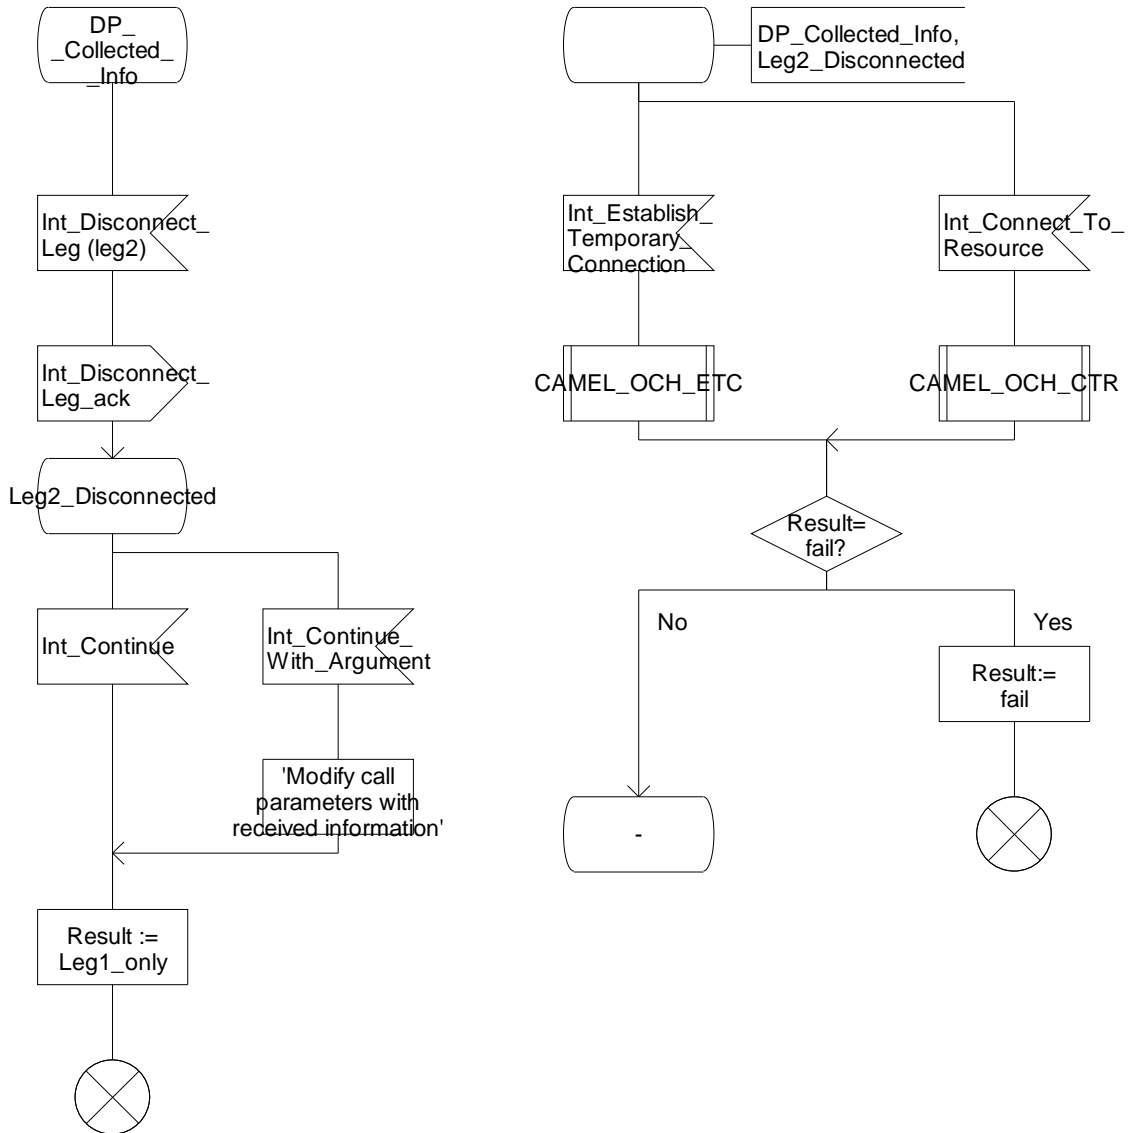 DP_
_Collected_
_Info
Int_Disconnect_
Leg (leg2)
Int_Disconnect_
Leg_ack
Leg2_Disconnected
Int_Continue
Int_Continue_
With_Argument
'Modify call
parameters with
received information'
Result :=
Leg1_only
DP_Collected_Info,
Leg2_Disconnected
Int_Establish_
Temporary_
Connection
Int_Connect_To_
Resource
CAMEL_OCH_ETC
CAMEL_OCH_CTR
Result=
fail?
No
Yes
Result:=
fail
-